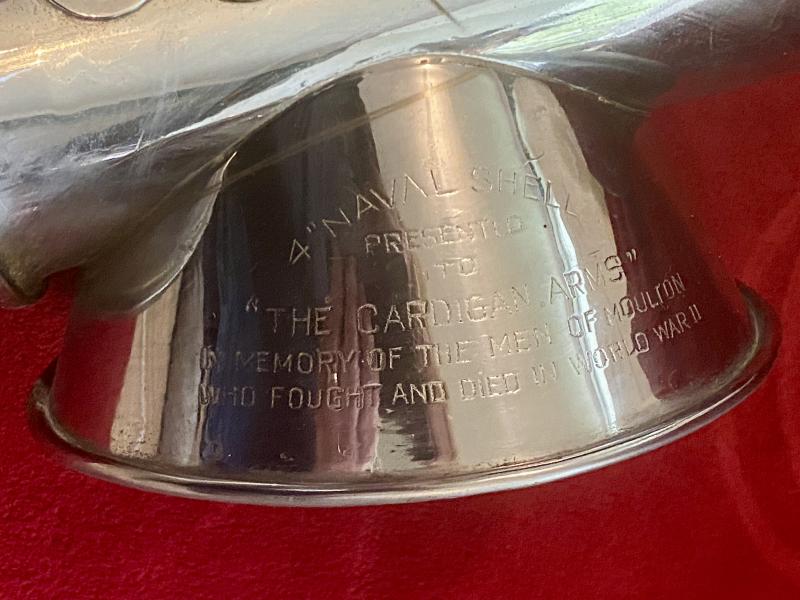 4" NAVAL SHELL
PRESENTED
TO
"THE CARDIGAN ARMS"
IN MEMORY OF THE MEN OF MOULTON
WHO FOUGHT AND DIED IN WORLD WAR II